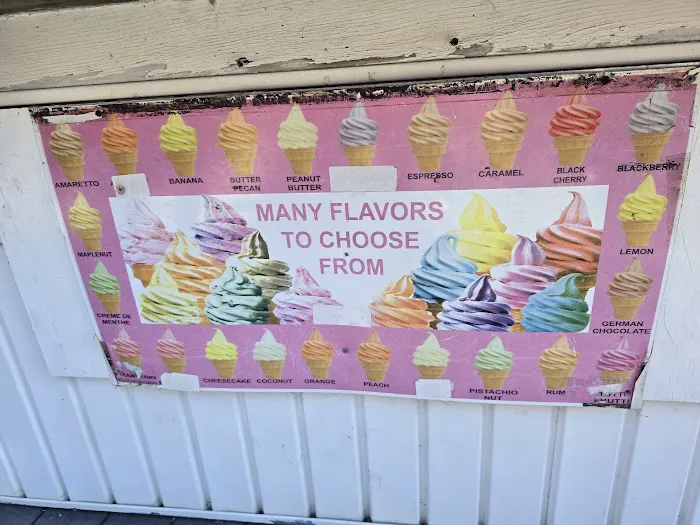 AMARETTO
BANANA
BUTTER
PECAN
PEANUT
BUTTER
ESPRESSO
CARAMEL
BLACK
CHERRY
BLACKBERRY
MANY FLAVORS
TO CHOOSE
FROM
MAPLENUT
LEMON
CREME DE
MENTHE
GERMAN
CHOCOLATE
CHEESECAKE
COCONUT
ORANGE
PEACH
PISTACHIO
NUT
RUM